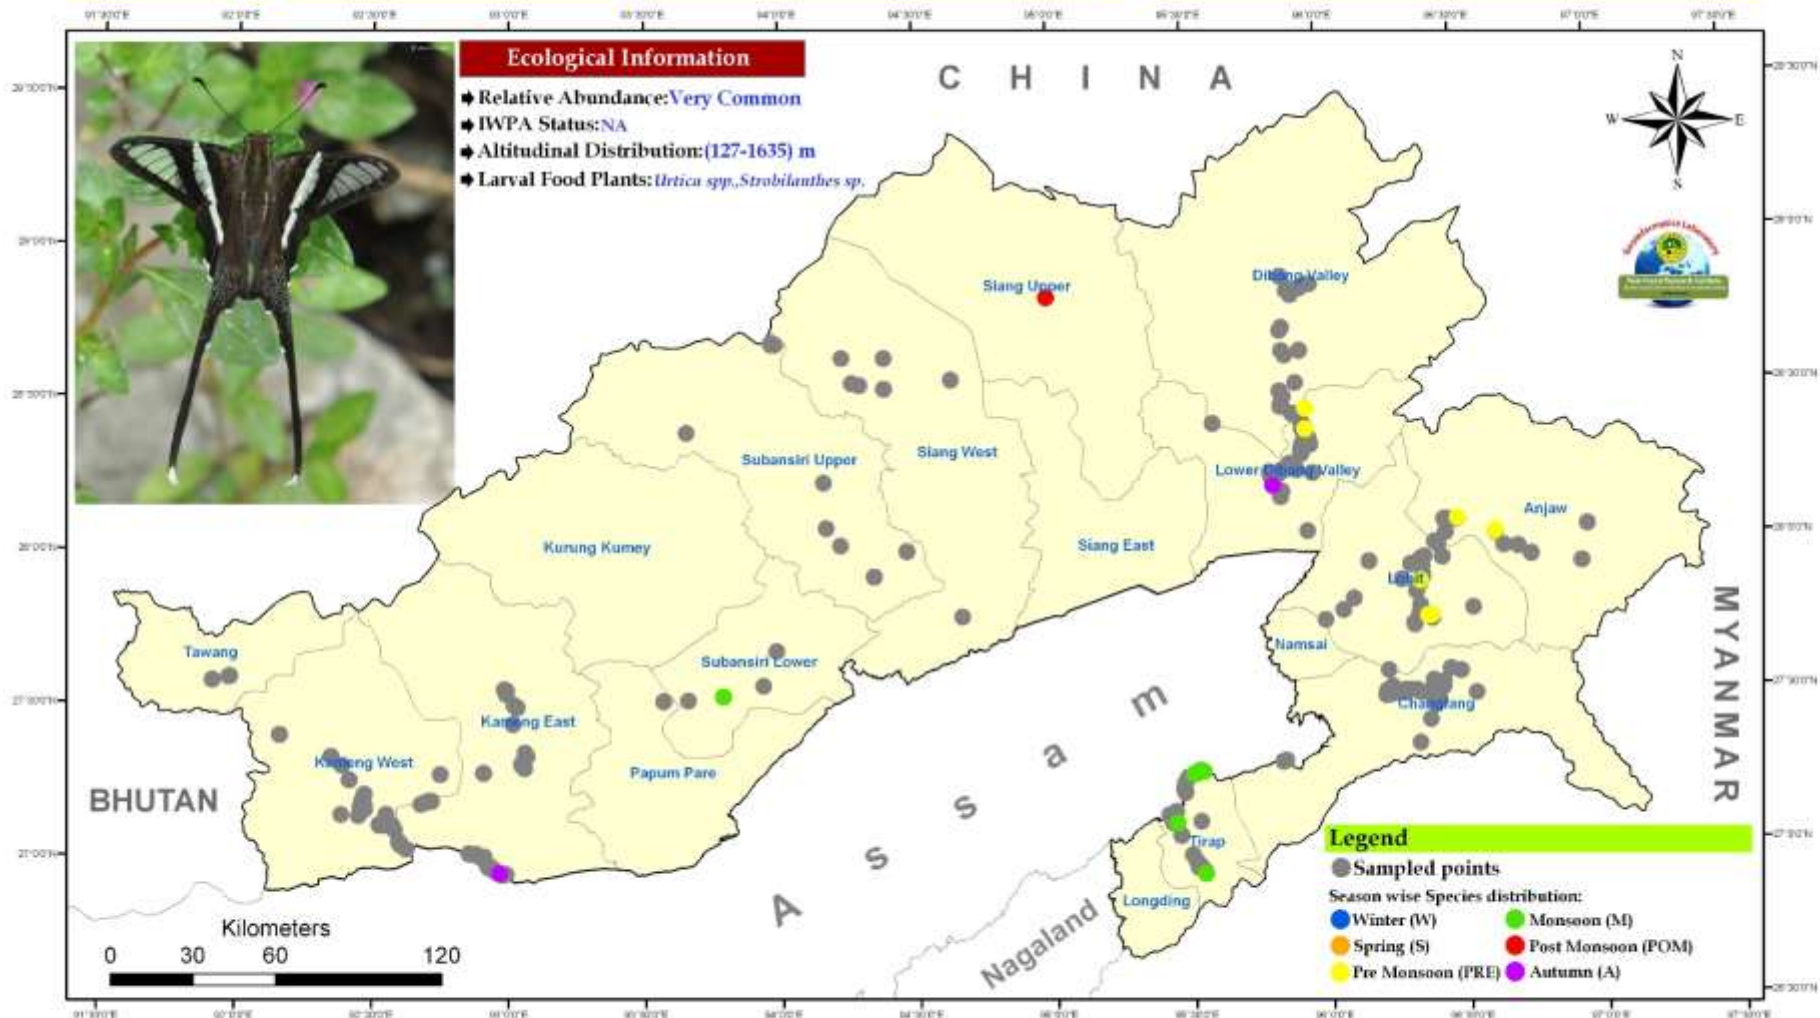 Ecological Information
Relative Abundance:Very Common
IWPA Status:NA
Altitudinal Distribution:(127-1635) m
Larval Food Plants:Urtica spp.,Strobilanthes sp.
C H I N A
N
W E
S
Dibang Valley
Siang Upper
Subansiri Upper
Siang West
Lower Dibang Valley
Anjaw
Kurung Kumey
Siang East
Lohit
MYANMAR
Namsai
Tawang
Subansiri Lower
Changlang
Kameng East
Kameng West
Papum Pare
BHUTAN
Assam
Tirap
Longding
Nagaland
Kilometers
0 30 60 120
Legend
Sampled points
Season wise Species distribution:
Winter (W) Monsoon (M)
Spring (S) Post Monsoon (POM)
Pre Monsoon (PRE) Autumn (A)